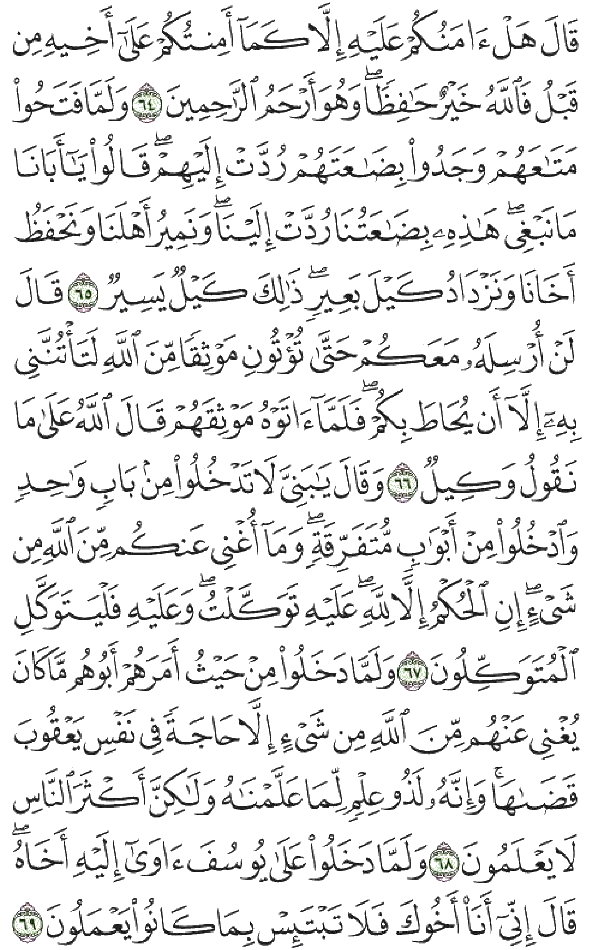 قَالَ هَلْ ءَامَنُكُمْ عَلَيْهِ إِلَّا كَمَآ أَمِنتُكُمْ عَلَىٰٓ أَخِيهِ مِن
قَبْلُ فَٱللَّهُ خَيْرٌ حَـٰفِظًا ۖ وَهُوَ أَرْحَمُ ٱلرَّٰحِمِينَ ٦٤ وَلَمَّا فَتَحُوا۟
مَتَـٰعَهُمْ وَجَدُوا۟ بِضَـٰعَتَهُمْ رُدَّتْ إِلَيْهِمْ ۖ قَالُوا۟ يَـٰٓأَبَانَا
مَا نَبْغِى ۖ هَـٰذِهِۦ بِضَـٰعَتُنَا رُدَّتْ إِلَيْنَا ۖ وَنَمِيرُ أَهْلَنَا وَنَحْفَظُ
أَخَانَا وَنَزْدَادُ كَيْلَ بَعِيرٍ ۖ ذَٰلِكَ كَيْلٌ يَسِيرٌ ٦٥ قَالَ
لَنْ أُرْسِلَهُۥ مَعَكُمْ حَتَّىٰ تُؤْتُونِ مَوْثِقًا مِّنَ ٱللَّهِ لَتَأْتُنَّنِى
بِهِۦٓ إِلَّآ أَن يُحَاطَ بِكُمْ ۖ فَلَمَّآ ءَاتَوْهُ مَوْثِقَهُمْ قَالَ ٱللَّهُ عَلَىٰ مَا
نَقُولُ وَكِيلٌ ٦٦ وَقَالَ يَـٰبَنِىَّ لَا تَدْخُلُوا۟ مِنۢ بَابٍ وَٰحِدٍ
وَٱدْخُلُوا۟ مِنْ أَبْوَٰبٍ مُّتَفَرِّقَةٍ ۖ وَمَآ أُغْنِى عَنكُم مِّنَ ٱللَّهِ مِن
شَىْءٍ ۖ إِنِ ٱلْحُكْمُ إِلَّا لِلَّهِ ۖ عَلَيْهِ تَوَكَّلْتُ ۖ وَعَلَيْهِ فَلْيَتَوَكَّلِ
ٱلْمُتَوَكِّلُونَ ٦٧ وَلَمَّا دَخَلُوا۟ مِنْ حَيْثُ أَمَرَهُمْ أَبُوهُم مَّا كَانَ
يُغْنِى عَنْهُم مِّنَ ٱللَّهِ مِن شَىْءٍ إِلَّا حَاجَةً فِى نَفْسِ يَعْقُوبَ
قَضَىٰهَا ۚ وَإِنَّهُۥ لَذُو عِلْمٍ لِّمَا عَلَّمْنَـٰهُ وَلَـٰكِنَّ أَكْثَرَ ٱلنَّاسِ
لَا يَعْلَمُونَ ٦٨ وَلَمَّا دَخَلُوا۟ عَلَىٰ يُوسُفَ ءَاوَىٰٓ إِلَيْهِ أَخَاهُ ۖ
قَالَ إِنِّىٓ أَنَا۠ أَخُوكَ فَلَا تَبْتَئِسْ بِمَا كَانُوا۟ يَعْمَلُونَ ٦٩